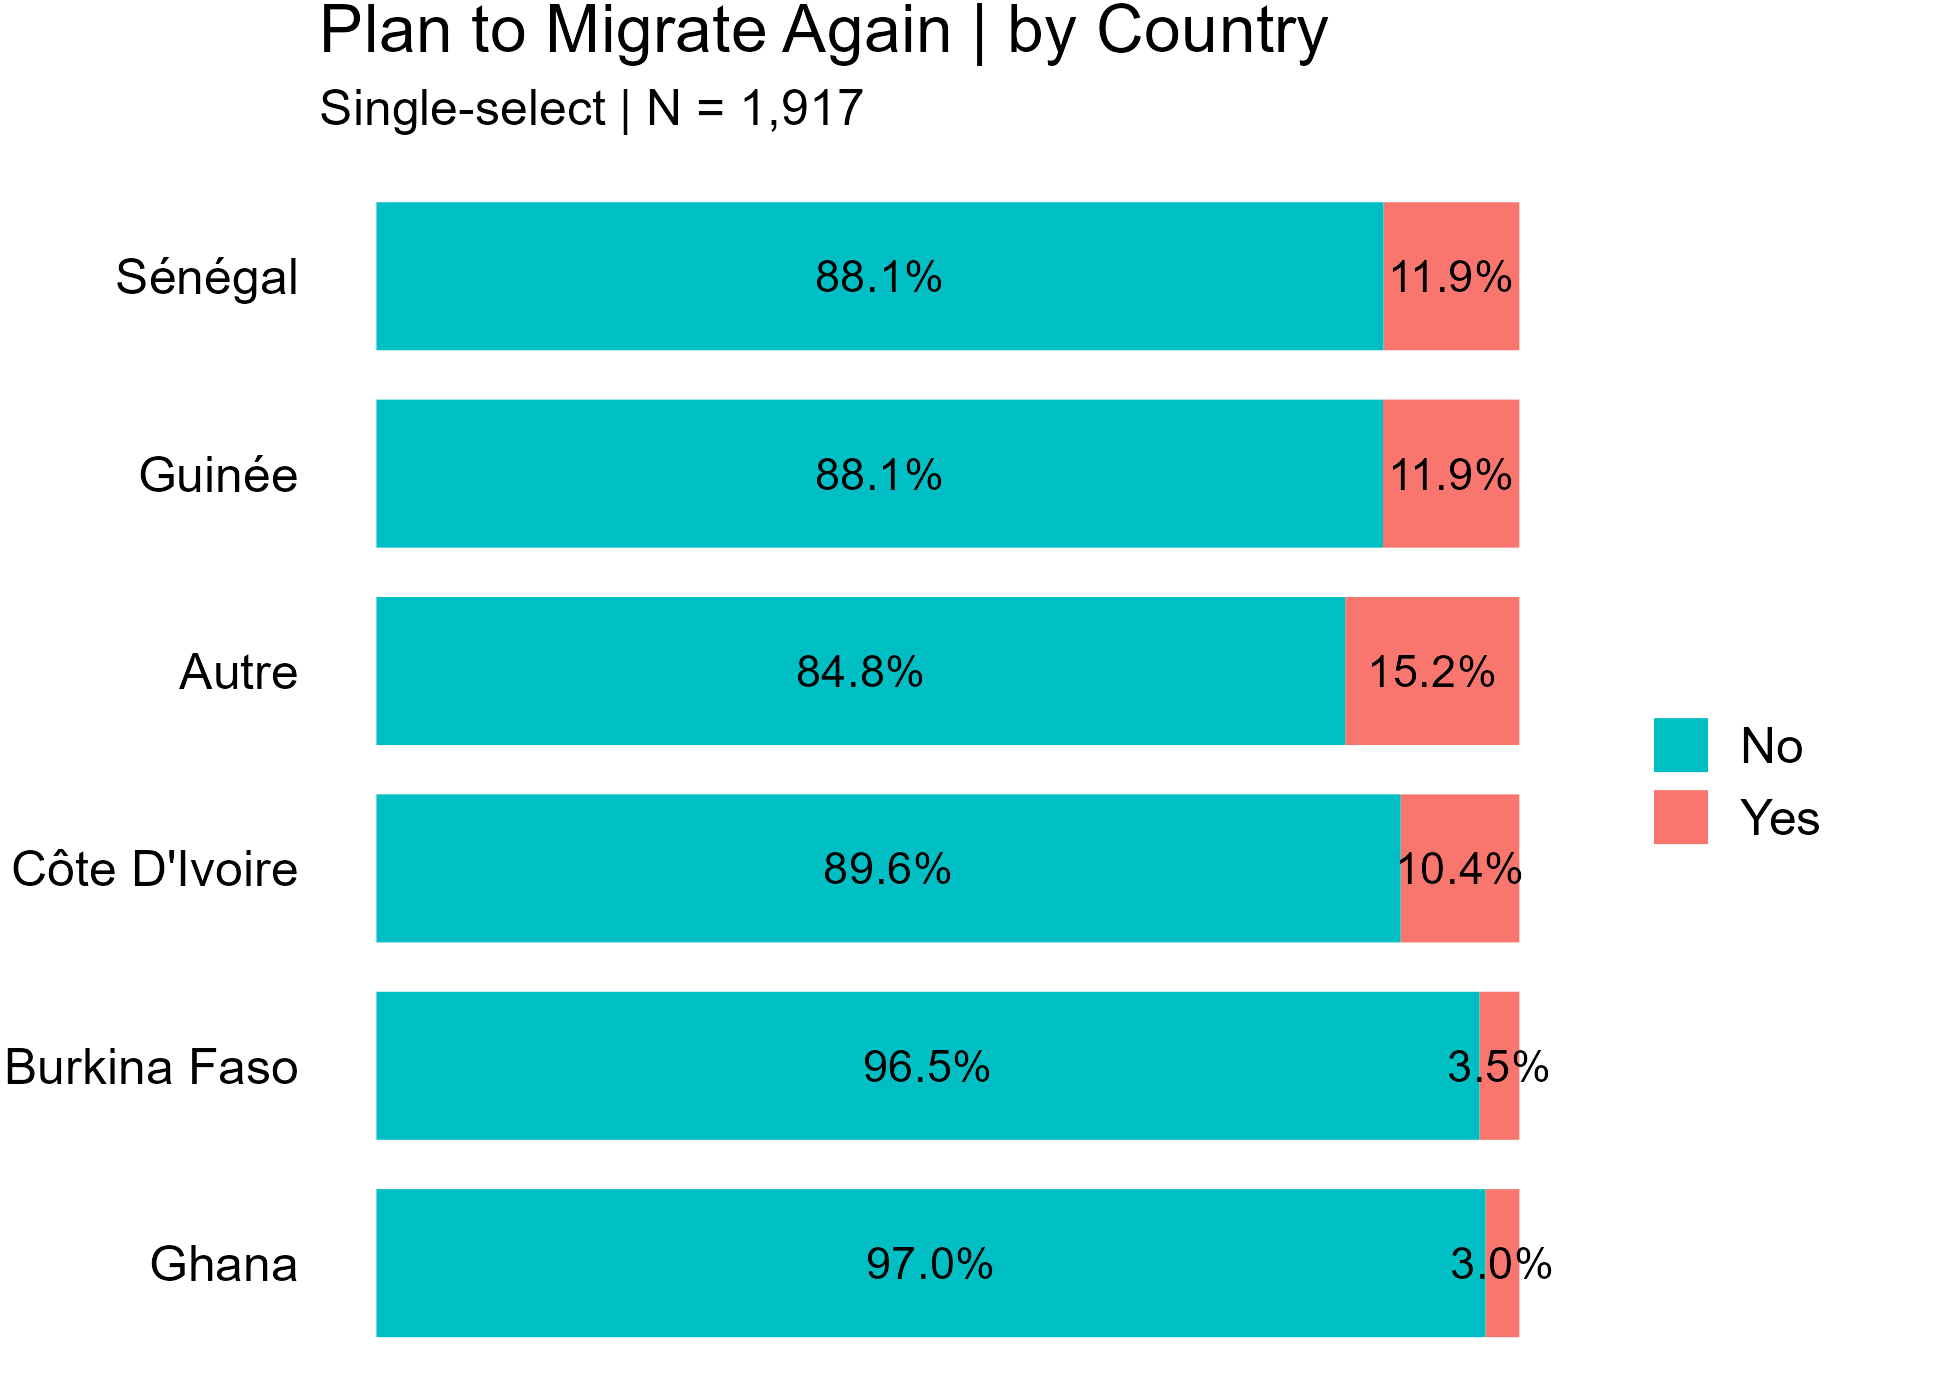 Plan to Migrate Again | by Country
Single-select | N = 1,917
Sénégal 88.1% 11.9%
Guinée 88.1% 11.9%
Autre 84.8% 15.2%
No
Yes
Côte D'Ivoire 89.6% 10.4%
Burkina Faso 96.5% 3.5%
Ghana 97.0% 3.0%